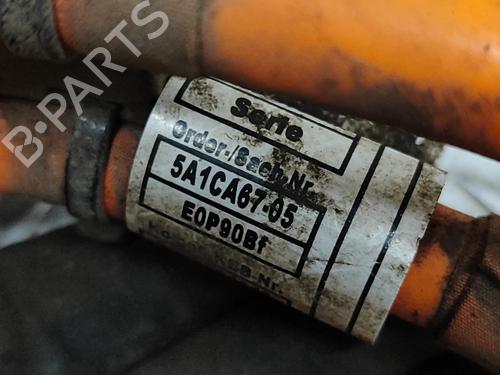 B-PARTS
Serie
Order-/Sach-Nr.
5A1CA67-05
E0P90Bf